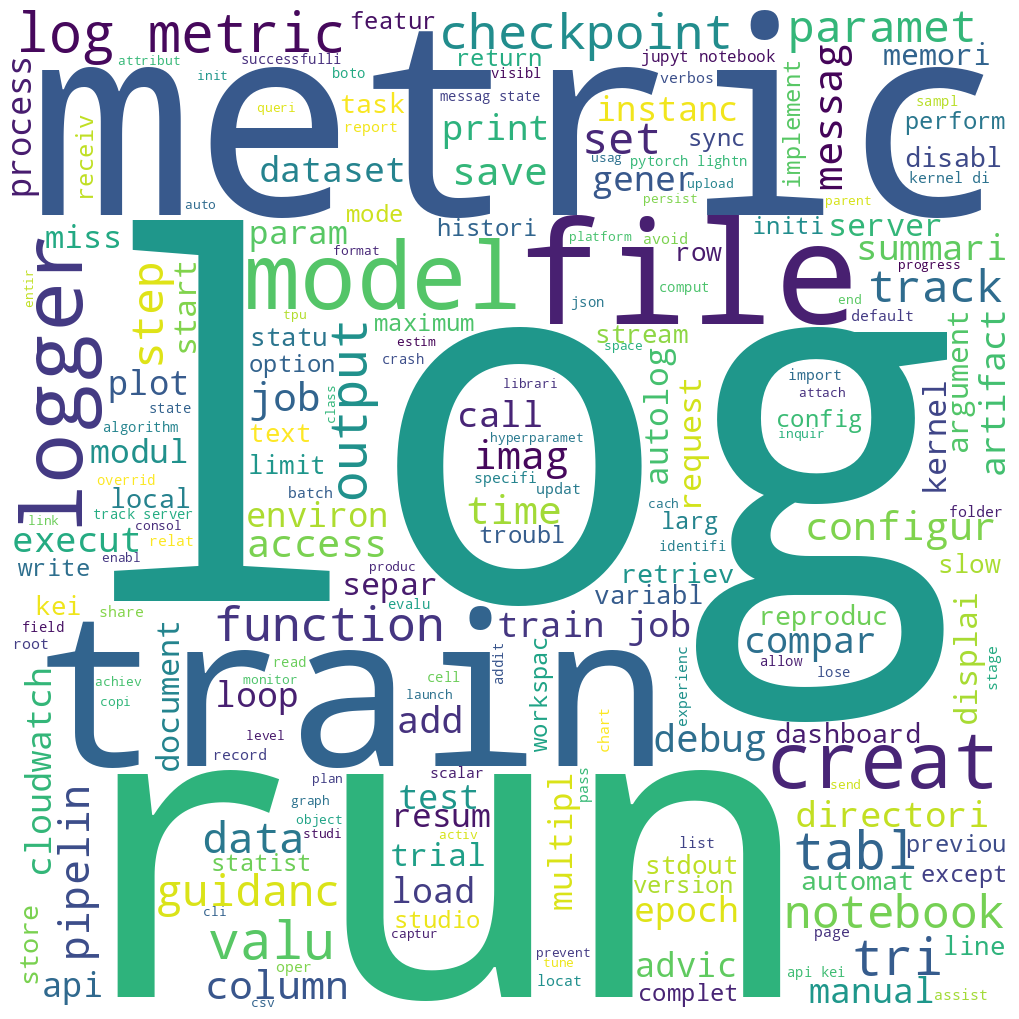 log metric
featur
checkpoint
paramet
attribut
init
successfulli
boto
return
visibl
jupyt notebook
verbos
memori
metric
process
receiv
queri
task
report
messag state
instanc
print
set
sync
implement
messag
sampl
perform
disabl
kernel di
dataset
save
usag
gener
pytorch lightn
upload
persist
parent
auto
mode
histori
initi
server
miss
param
model
file
format
platform
avoid
row
summari
progress
logger
entir
step
start
tpu
maximum
json
comput
track
end
default
statu
estim
crash
stream
space
plot
option
output
class
job
call
librari
import
attach
config
inquir
argument
artifact
state
algorithm
modul
text
limit
hyperparamet
imag
specifi
autolog
request
kernel
log
overrid
local
batch
updat
cach
folder
link
track server
consol
environ
time
troubl
larg
identifi
configur
execut
relat
access
enabl
write
produc
separ
retriev
variabl
slow
kei
share
evalu
reproduc
displai
field
root
document
function
train job
compar
stage
train
read
monitor
cell
addit
workspac
experienc
allow
lose
achiev
copi
loop
launch
add
chart
debug
dashboard
level
record
cloudwatch
creat
plan
scalar
pass
send
graph
object
studi
test
resum
activ
multipl
directori
run
data
statist
pipelin
trial
list
stdout
tabl
previou
guidanc
load
version
automat
except
cli
studio
epoch
notebook
store
valu
captur
page
tri
line
oper
prevent
tune
advic
api kei
api
column
csv
locat
complet
manual
assist